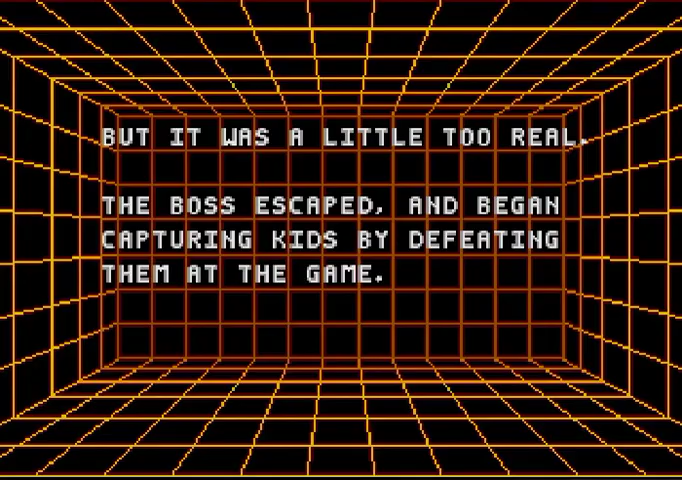 BUT IT WAS A LITTLE TOO REAL.
THE BOSS ESCAPED, AND BEGAN
CAPTURING KIDS BY DEFEATING
THEM AT THE GAME.